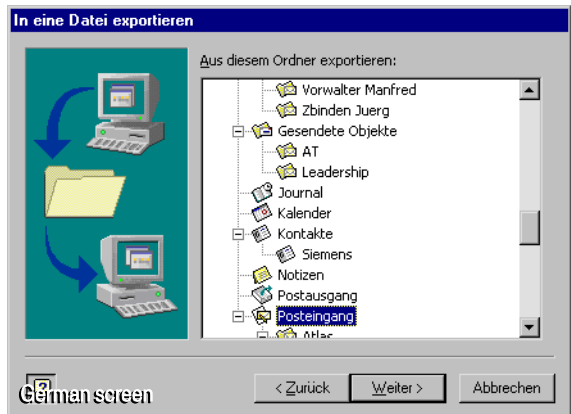 In eine Datei exportieren
Aus diesem Ordner exportieren:
Vorwalter Manfred
Zbinden Juerg
Gesendete Objekte
AT
Leadership
Journal
Kalender
Kontakte
Siemens
Notizen
Postausgang
Posteingang
Atlas
German screen
< Zurück
Weiter >
Abbrechen